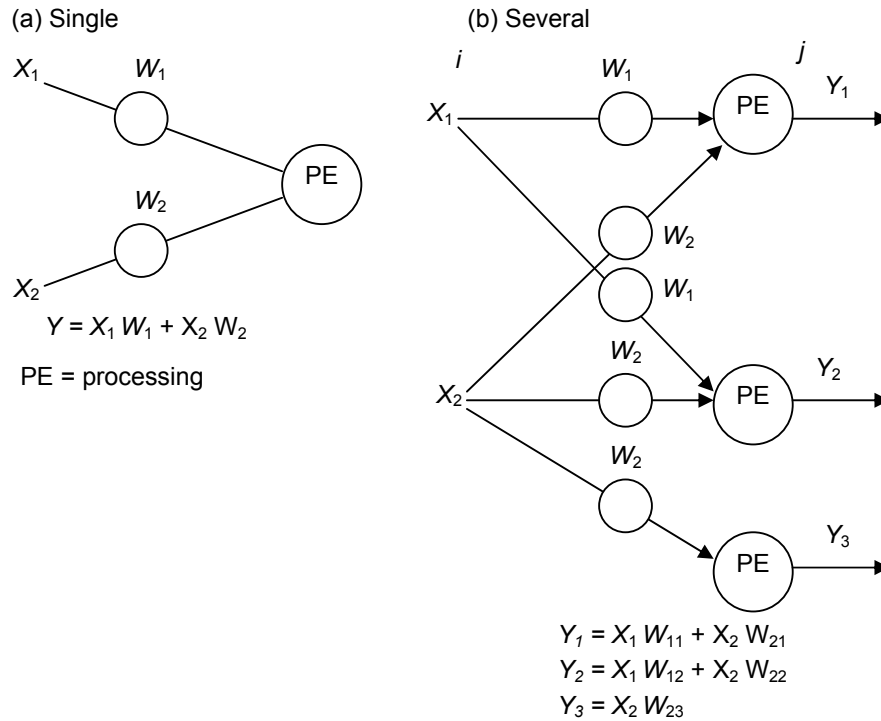 (a) Single
X₁
W₁
PE
W₂
X₂
Y = X₁ W₁ + X₂ W₂
PE = processing
(b) Several
i
j
W₁
PE
Y₁
X₁
W₂
W₁
W₂
X₂
PE
Y₂
W₂
PE
Y₃
Y₁ = X₁ W₁₁ + X₂ W₂₁
Y₂ = X₁ W₁₂ + X₂ W₂₂
Y₃ = X₂ W₂₃